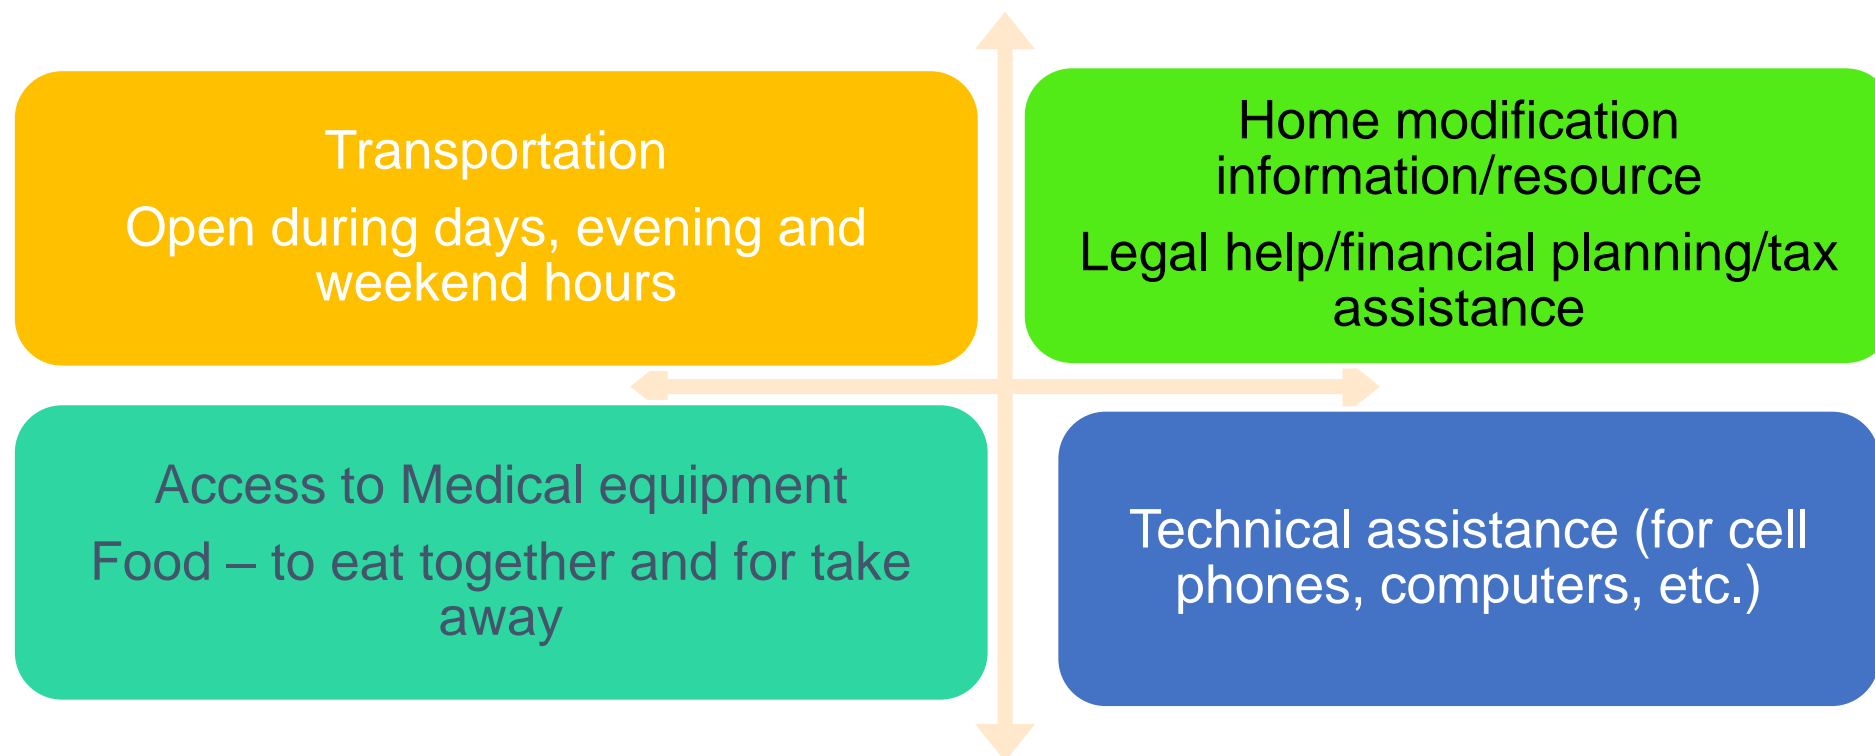 Transportation
Open during days, evening and
weekend hours
Home modification
information/resource
Legal help/financial planning/tax
assistance
Access to Medical equipment
Food – to eat together and for take
away
Technical assistance (for cell
phones, computers, etc.)